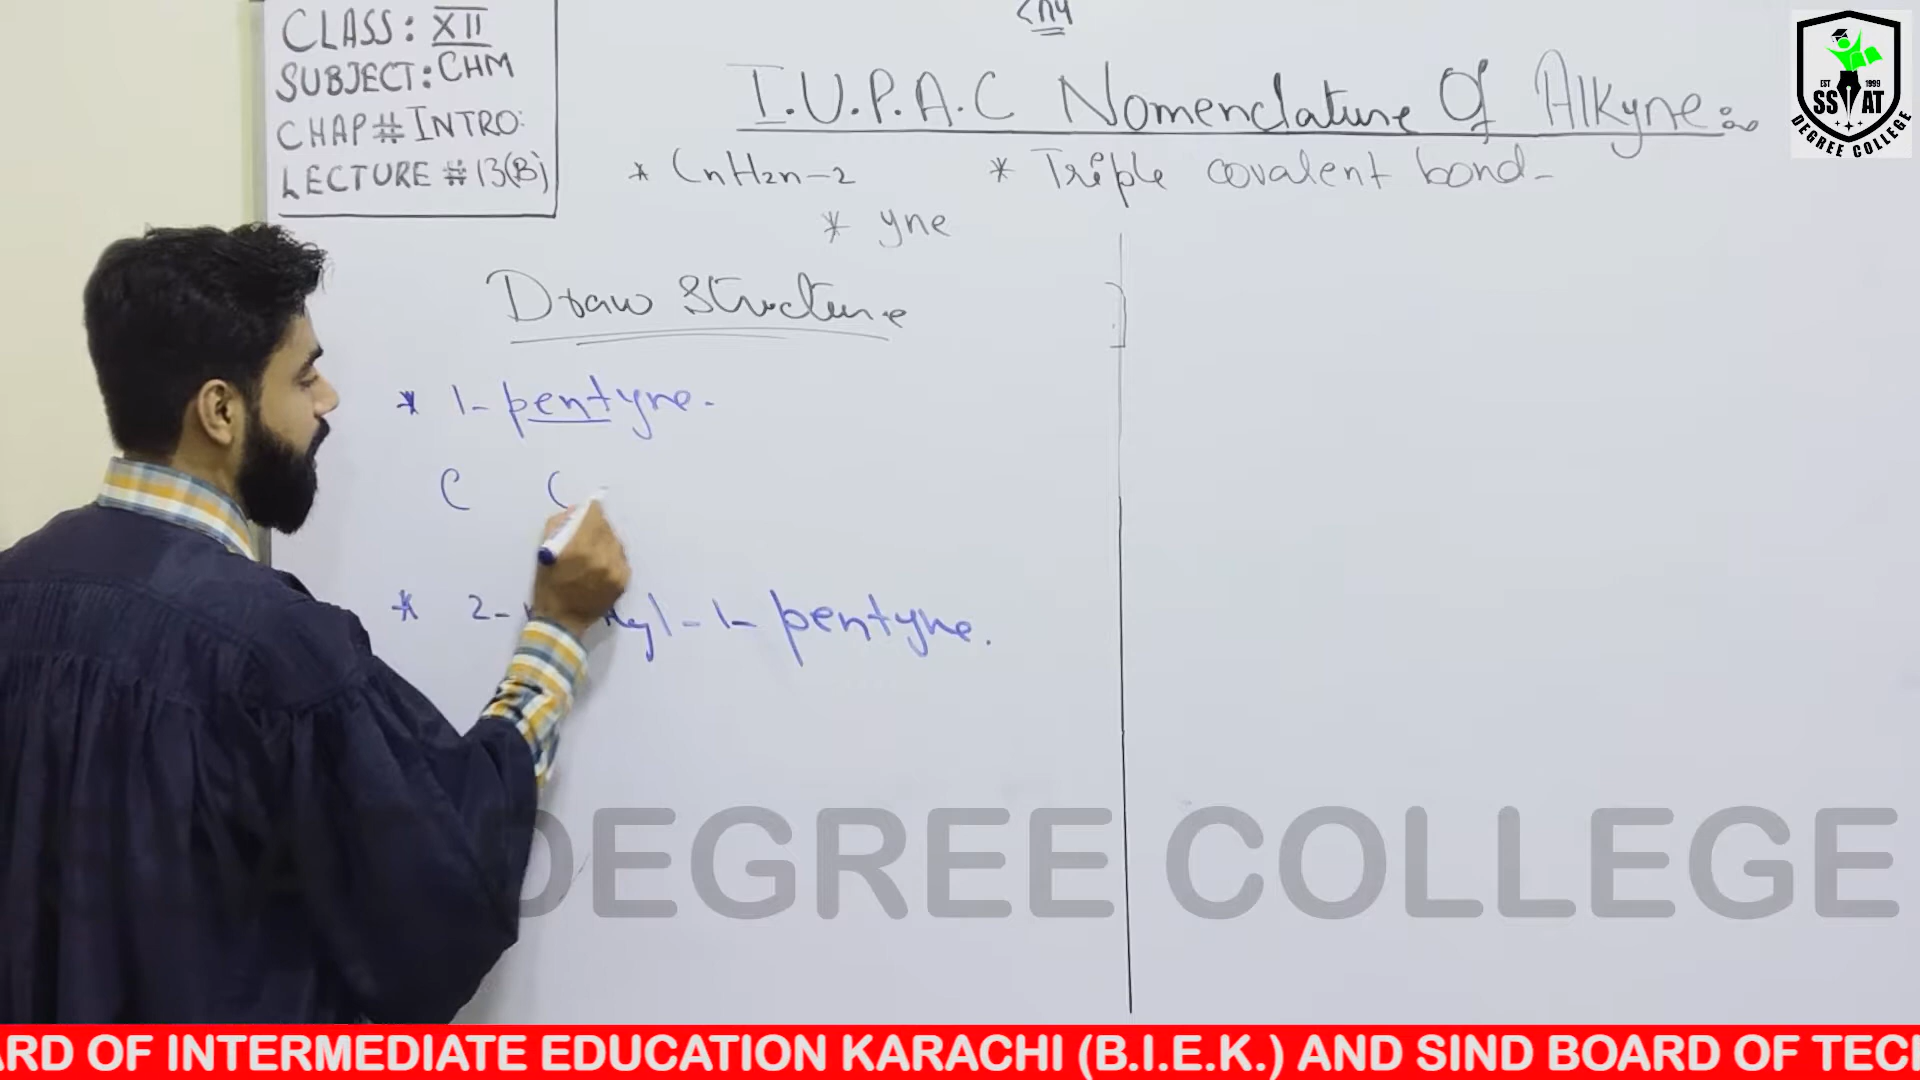 CLASS: XII
SUBJECT: CHM
CHAP # INTRO:
LECTURE # 13(B)
I.U.P.A.C Nomenclature Of Alkyne:
* CnH2n-2 * Triple covalent bond-
* yne
Draw Structure
* 1-pentyne.
C C
* 2- -1-pentyne.
EST 1999
SS AT
DEGREE COLLEGE
DEGREE COLLEGE
ARD OF INTERMEDIATE EDUCATION KARACHI (B.I.E.K.) AND SIND BOARD OF TEC